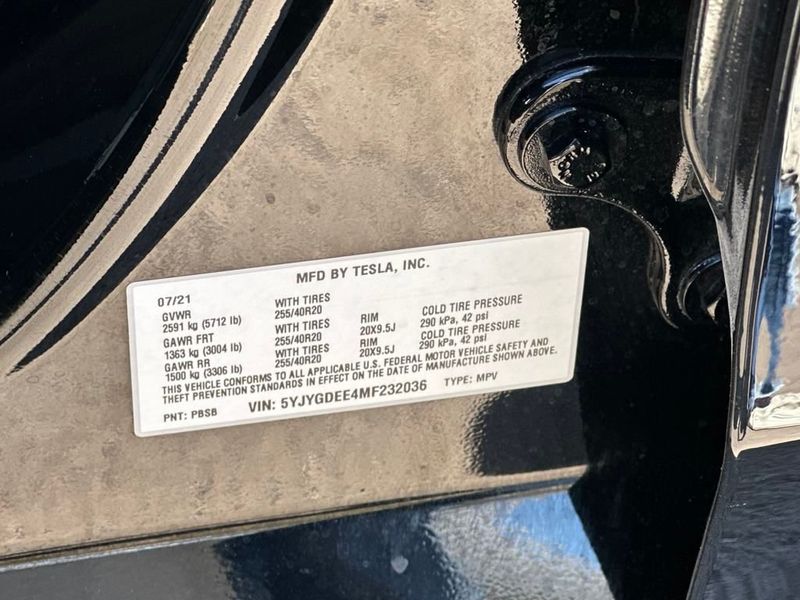 MFD BY TESLA, INC.
07/21
GVWR WITH TIRES RIM COLD TIRE PRESSURE
2591 kg (5712 lb) 255/40R20 20X9.5J 290 kPa, 42 psi
GAWR FRT WITH TIRES RIM COLD TIRE PRESSURE
1363 kg (3004 lb) 255/40R20 20X9.5J 290 kPa, 42 psi
GAWR RR WITH TIRES
1500 kg (3306 lb) 255/40R20
THIS VEHICLE CONFORMS TO ALL APPLICABLE U.S. FEDERAL MOTOR VEHICLE SAFETY AND
THEFT PREVENTION STANDARDS IN EFFECT ON DATE OF MANUFACTURE SHOWN ABOVE.
PNT: PBSB VIN: 5YJYGDEE4MF232036 TYPE: MPV